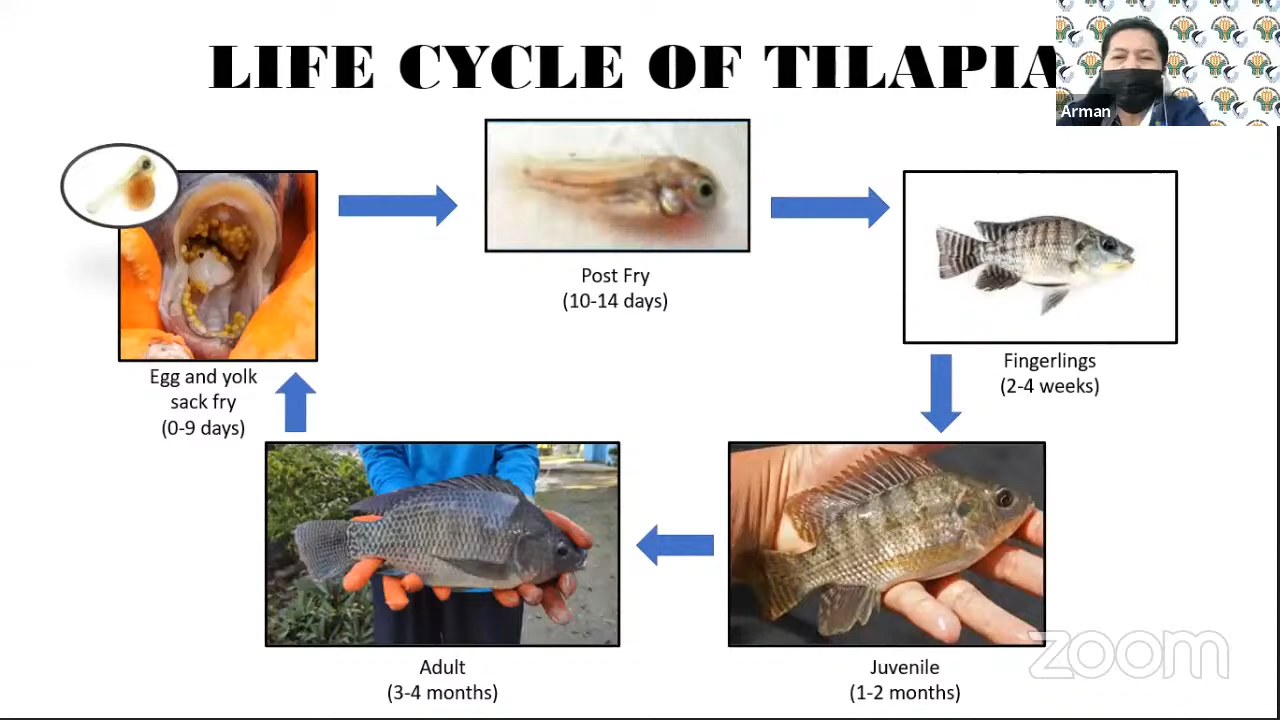 LIFE CYCLE OF TILAPIA
Arman
Egg and yolk
sack fry
(0-9 days)
Post Fry
(10-14 days)
Fingerlings
(2-4 weeks)
Juvenile
(1-2 months)
Adult
(3-4 months)
zoom